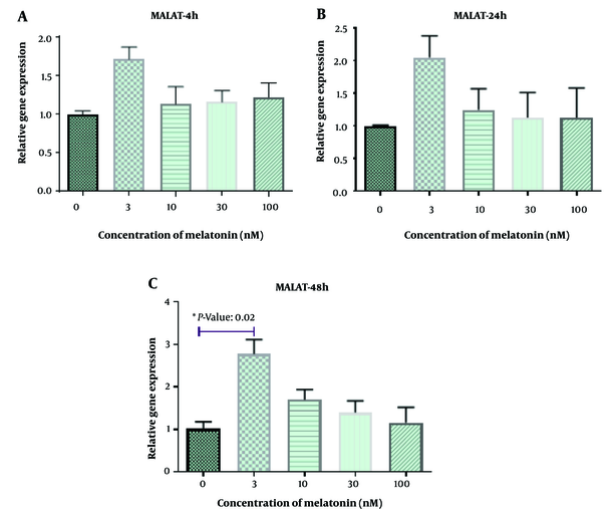 A
MALAT-4h
Relative gene expression
2.0
1.5
1.0
0.5
0.0
0 3 10 30 100
Concentration of melatonin (nM)
B
MALAT-24h
Relative gene expression
2.5
2.0
1.5
1.0
0.5
0.0
0 3 10 30 100
Concentration of melatonin (nM)
C
MALAT-48h
Relative gene expression
4
3
2
1
0
* P-Value: 0.02
0 3 10 30 100
Concentration of melatonin (nM)